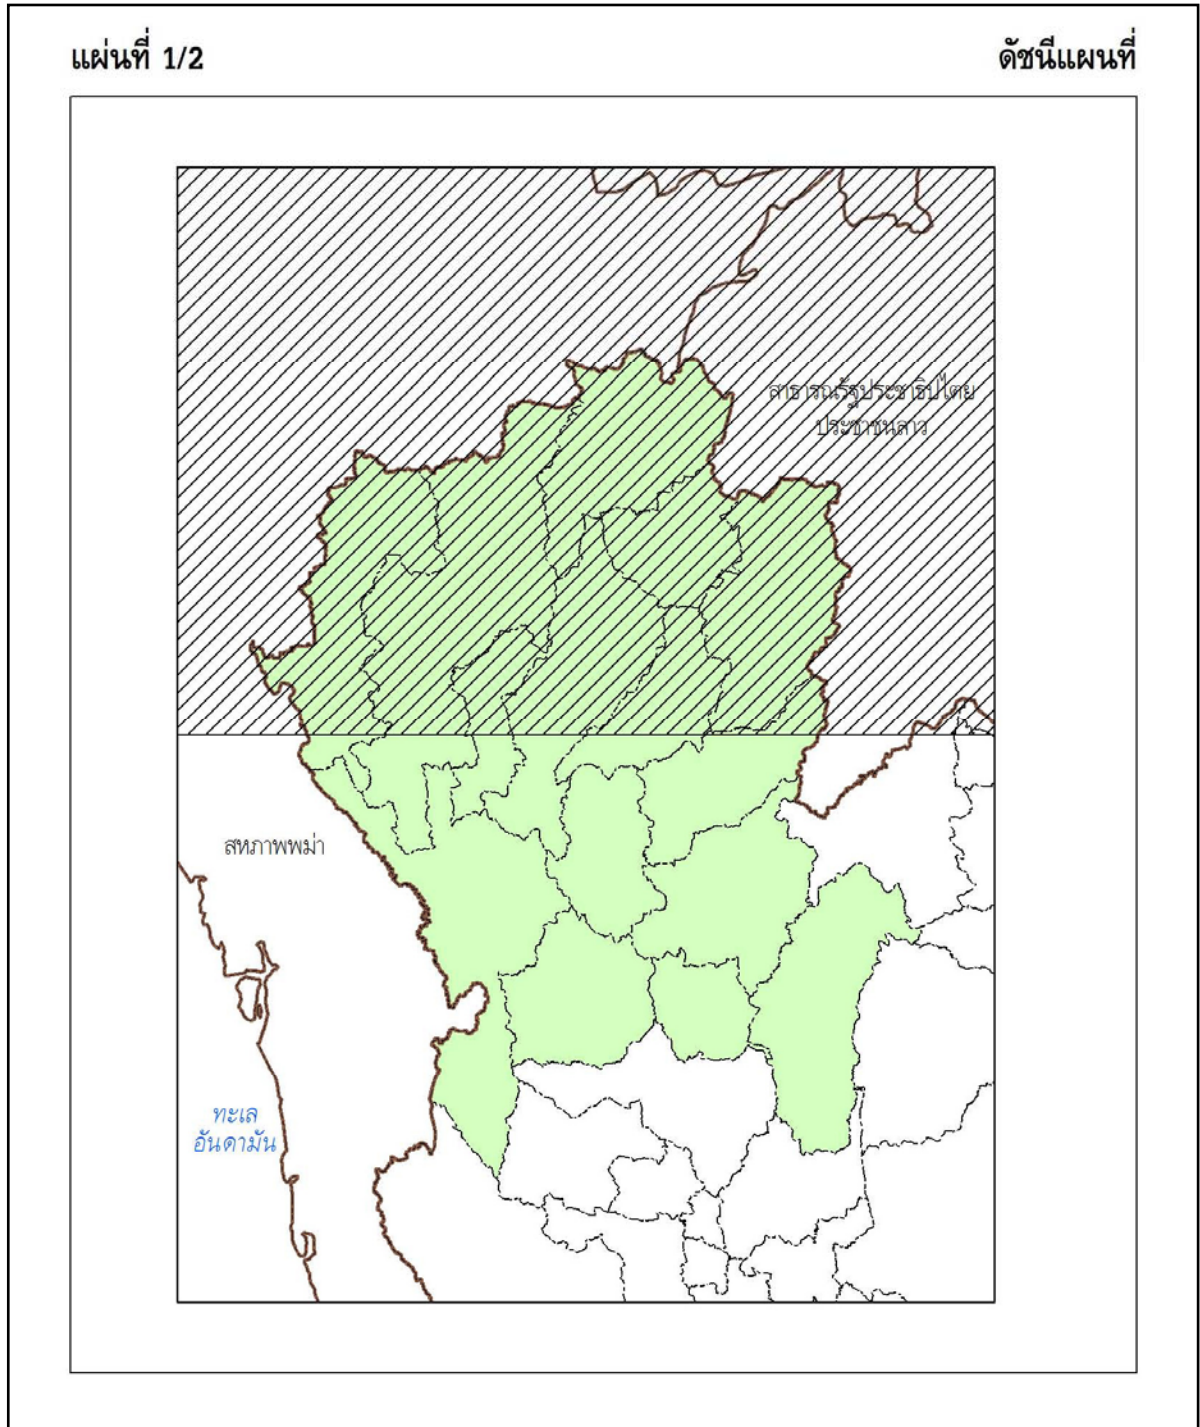 แผ่นที่ 1/2
ดัชนีแผนที่
สาธารณรัฐประชาธิปไตย
ประชาชนลาว
สหภาพพม่า
ทะเล
อันดามัน